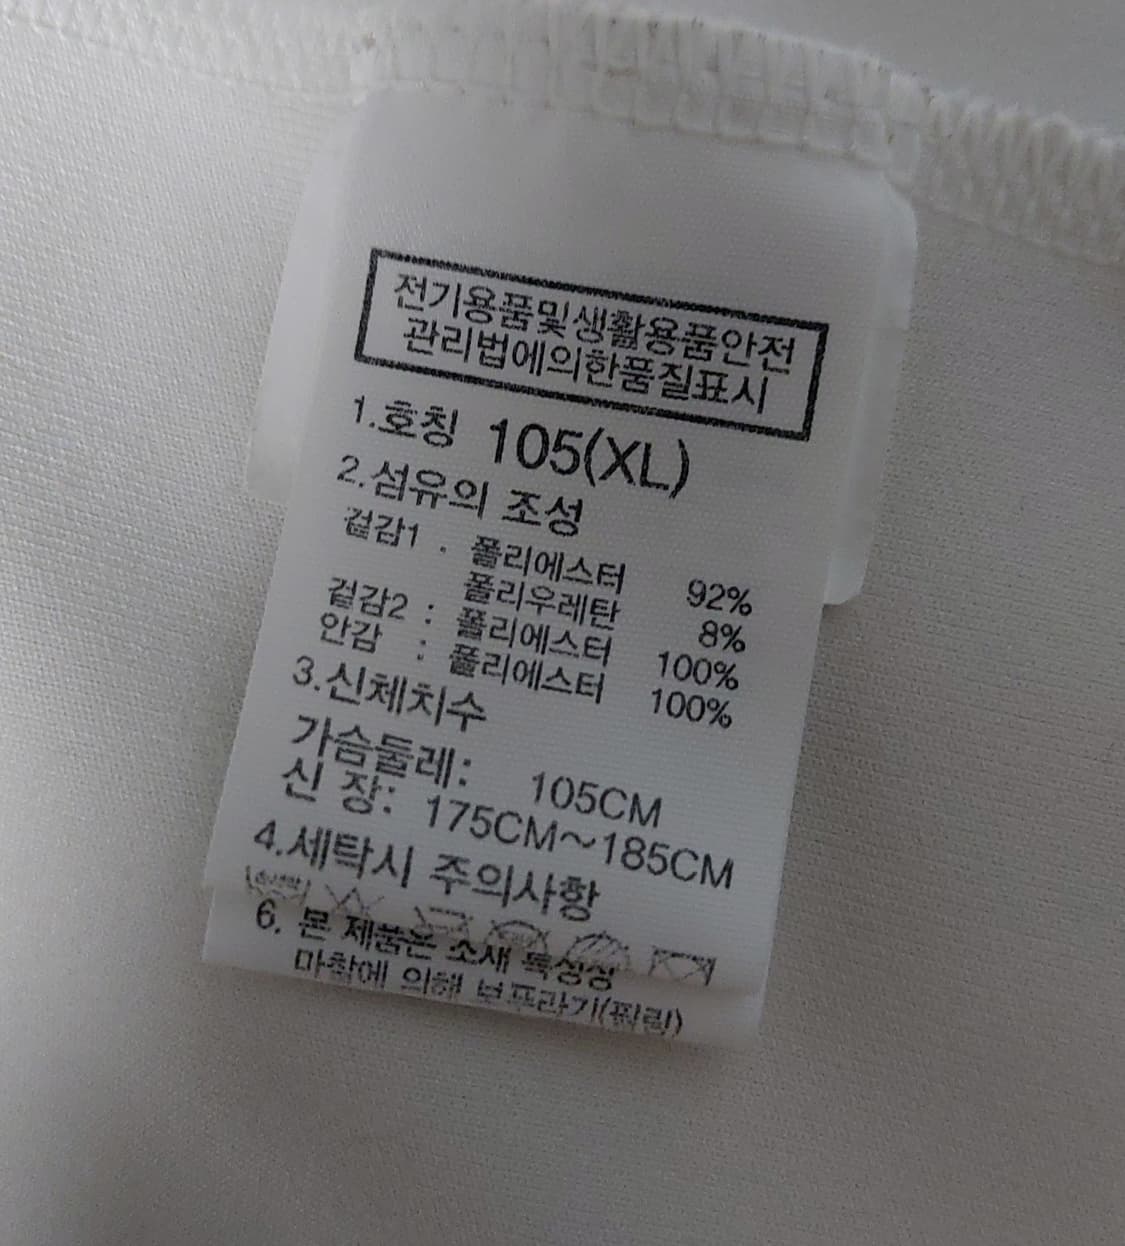 전기용품및생활용품안전
관리법에의한품질표시
1.호칭 105(XL)
2.섬유의 조성
겉감1 : 폴리에스터 92%
폴리우레탄 8%
겉감2 : 폴리에스터 100%
안감 : 폴리에스터 100%
3.신체치수
가슴둘레: 105CM
신 장: 175CM~185CM
4.세탁시 주의사항
6. 본 제품은 소재 특성상
마찰에 의해 보푸라기(필링)